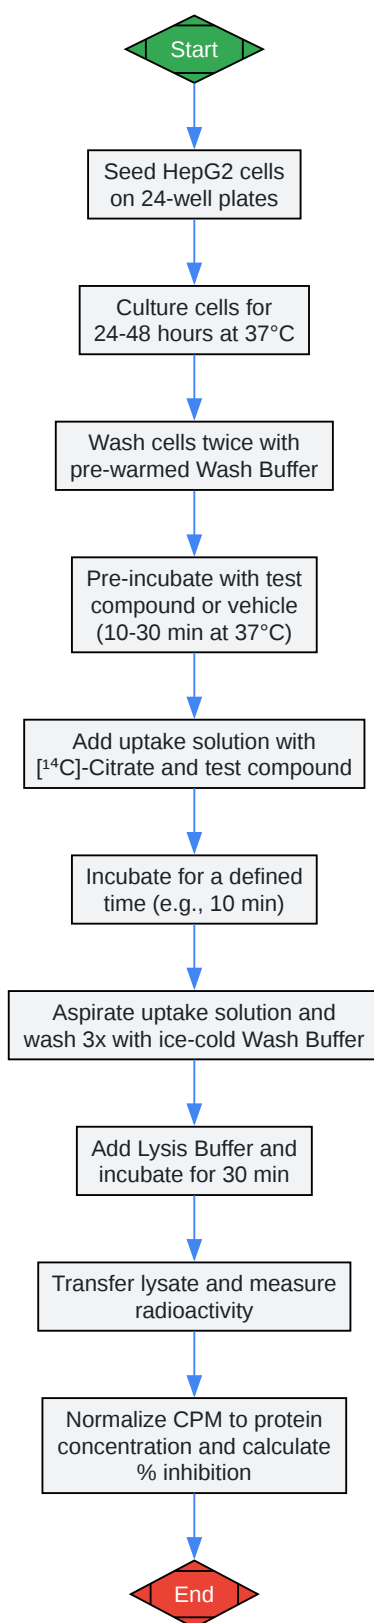 Start
Seed HepG2 cells
on 24-well plates
Culture cells for
24-48 hours at 37°C
Wash cells twice with
pre-warmed Wash Buffer
Pre-incubate with test
compound or vehicle
(10-30 min at 37°C)
Add uptake solution with
[¹⁴C]-Citrate and test compound
Incubate for a defined
time (e.g., 10 min)
Aspirate uptake solution and
wash 3x with ice-cold Wash Buffer
Add Lysis Buffer and
incubate for 30 min
Transfer lysate and measure
radioactivity
Normalize CPM to protein
concentration and calculate
% inhibition
End